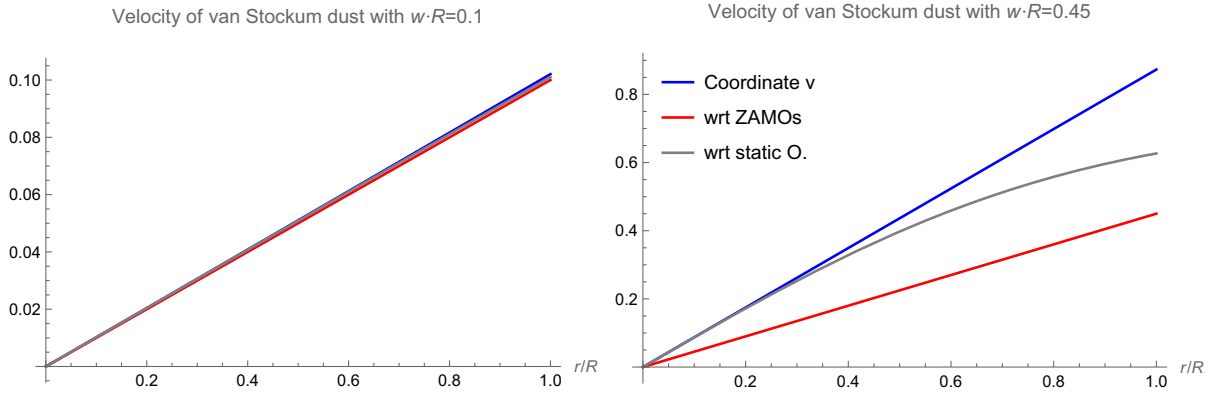 Velocity of van Stockum dust with w·R=0.1
0.10
0.08
0.06
0.04
0.02
0.2
0.4
0.6
0.8
1.0
r/R
Velocity of van Stockum dust with w·R=0.45
0.8
0.6
0.4
0.2
Coordinate v
wrt ZAMOs
wrt static O.
0.2
0.4
0.6
0.8
1.0
r/R